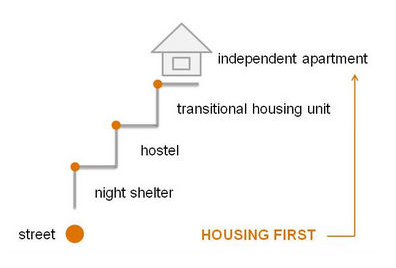 independent apartment
transitional housing unit
hostel
night shelter
street
HOUSING FIRST